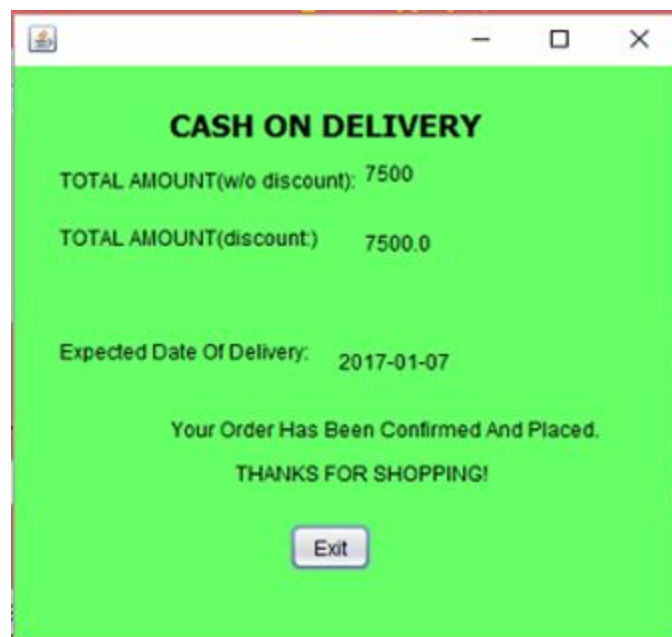 CASH ON DELIVERY
TOTAL AMOUNT(w/o discount): 7500
TOTAL AMOUNT(discount:) 7500.0
Expected Date Of Delivery: 2017-01-07
Your Order Has Been Confirmed And Placed.
THANKS FOR SHOPPING!
Exit